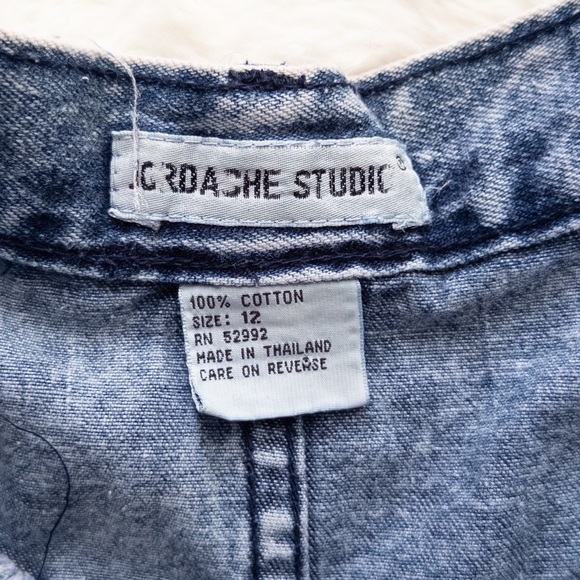 JORDACHE STUDIO
100% COTTON
SIZE: 12
RN 52992
MADE IN THAILAND
CARE ON REVERSE